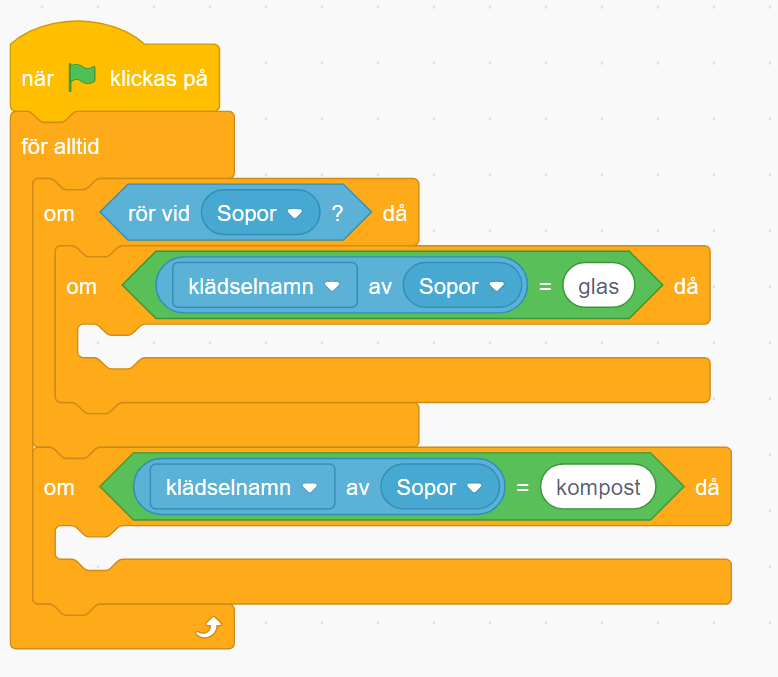 när klickas på
för alltid
om rör vid Sopor ? då
om klädselnamn av Sopor = glas då
om klädselnamn av Sopor = kompost då